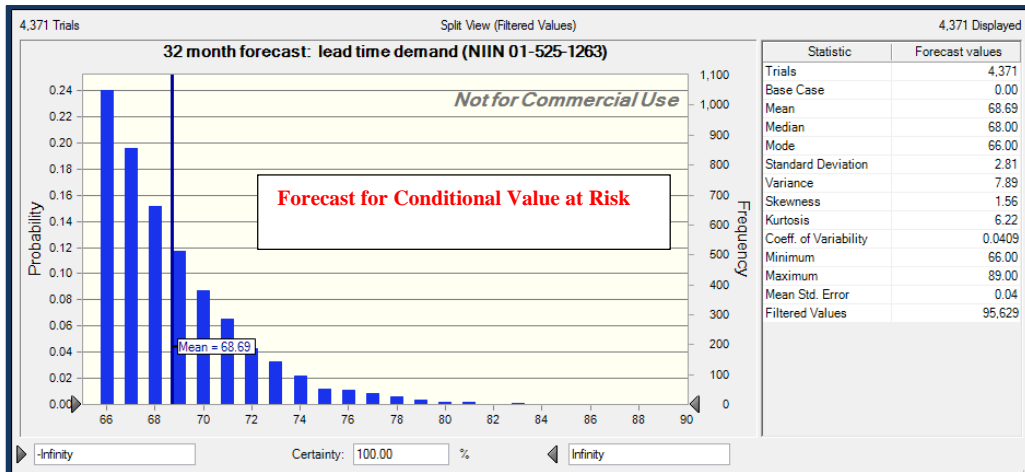 4,371 Trials
Split View (Filtered Values)
4,371 Displayed
32 month forecast: lead time demand (NIIN 01-525-1263)
Not for Commercial Use
Forecast for Conditional Value at Risk
Probability
0.24
0.22
0.20
0.18
0.16
0.14
0.12
0.10
0.08
0.06
0.04
0.02
0.00
Mean = 68.69
1,100
1,000
900
800
700
600
500
400
300
200
100
0
Frequency
66 68 70 72 74 76 78 80 82 84 86 88 90
Statistic Forecast values
Trials 4,371
Base Case 0.00
Mean 68.69
Median 68.00
Mode 66.00
Standard Deviation 2.81
Variance 7.89
Skewness 1.56
Kurtosis 6.22
Coeff. of Variability 0.0409
Minimum 66.00
Maximum 89.00
Mean Std. Error 0.04
Filtered Values 95,629
-Infinity
Certainty: 100.00 %
Infinity